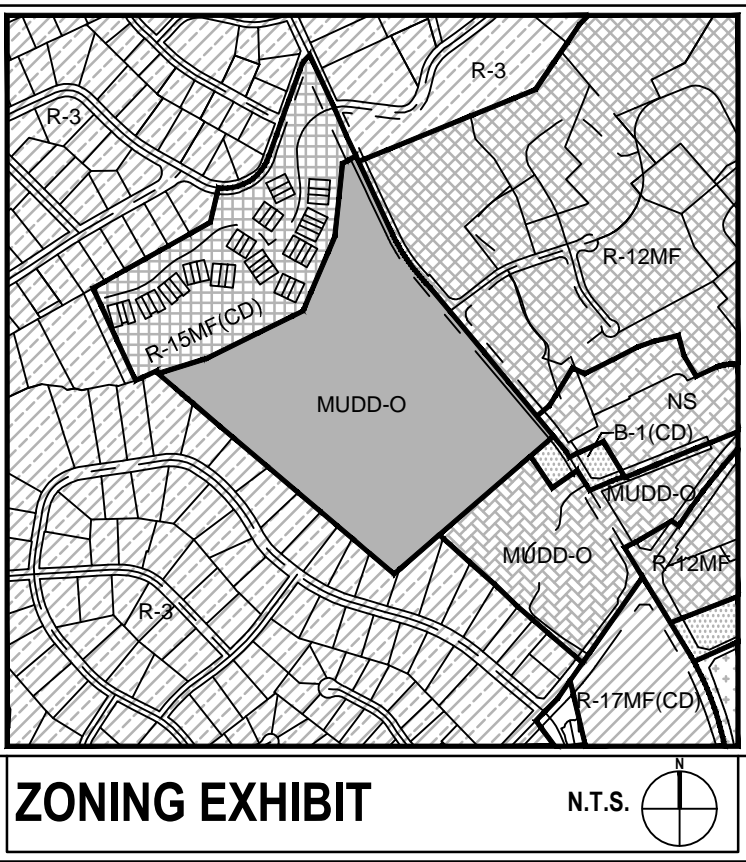 R-3
R-3
R-12MF
R-15MF(CD)
MUDD-O
NS
B-1(CD)
MUDD-O
MUDD-O
R-12MF
R-3
R-17MF(CD)
ZONING EXHIBIT
N.T.S.
N